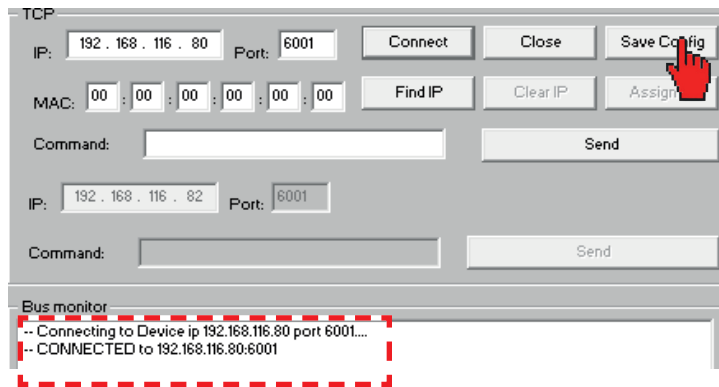 TCP
IP: 192 . 168 . 116 . 80 Port: 6001 Connect Close Save Config
MAC: 00 : 00 : 00 : 00 : 00 : 00 Find IP Clear IP Assign
Command: Send
IP: 192 . 168 . 116 . 82 Port: 6001
Command: Send
Bus monitor
-- Connecting to Device ip 192.168.116.80 port 6001....
-- CONNECTED to 192.168.116.80:6001